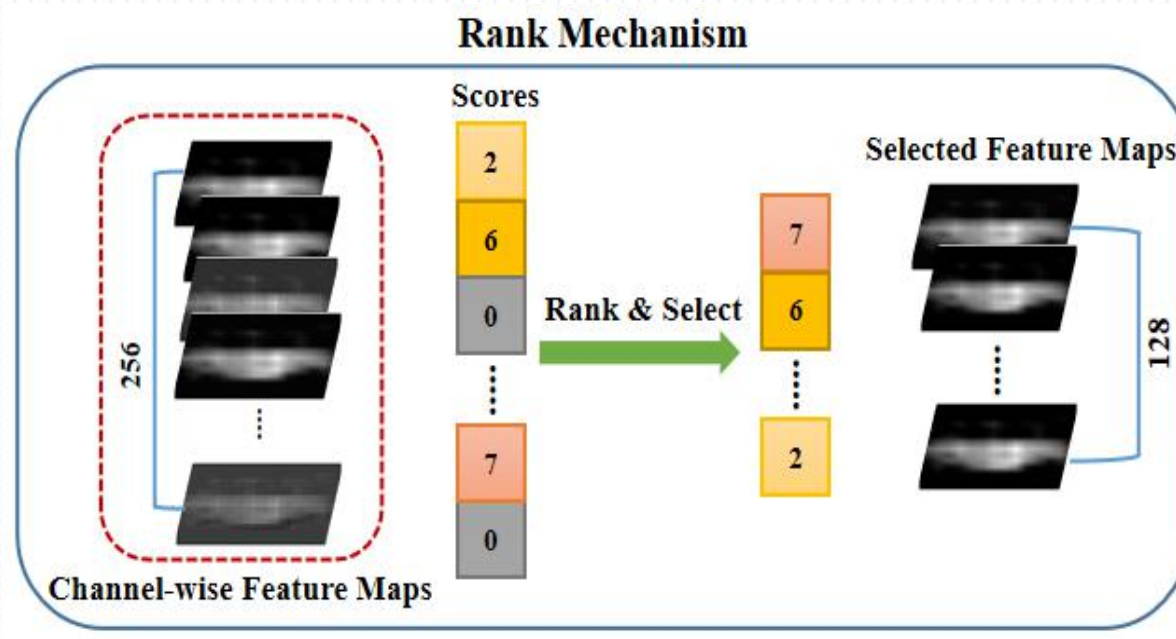 Rank Mechanism
Scores
2
6
0
7
0
256
Channel-wise Feature Maps
Rank & Select
7
6
2
Selected Feature Maps
128